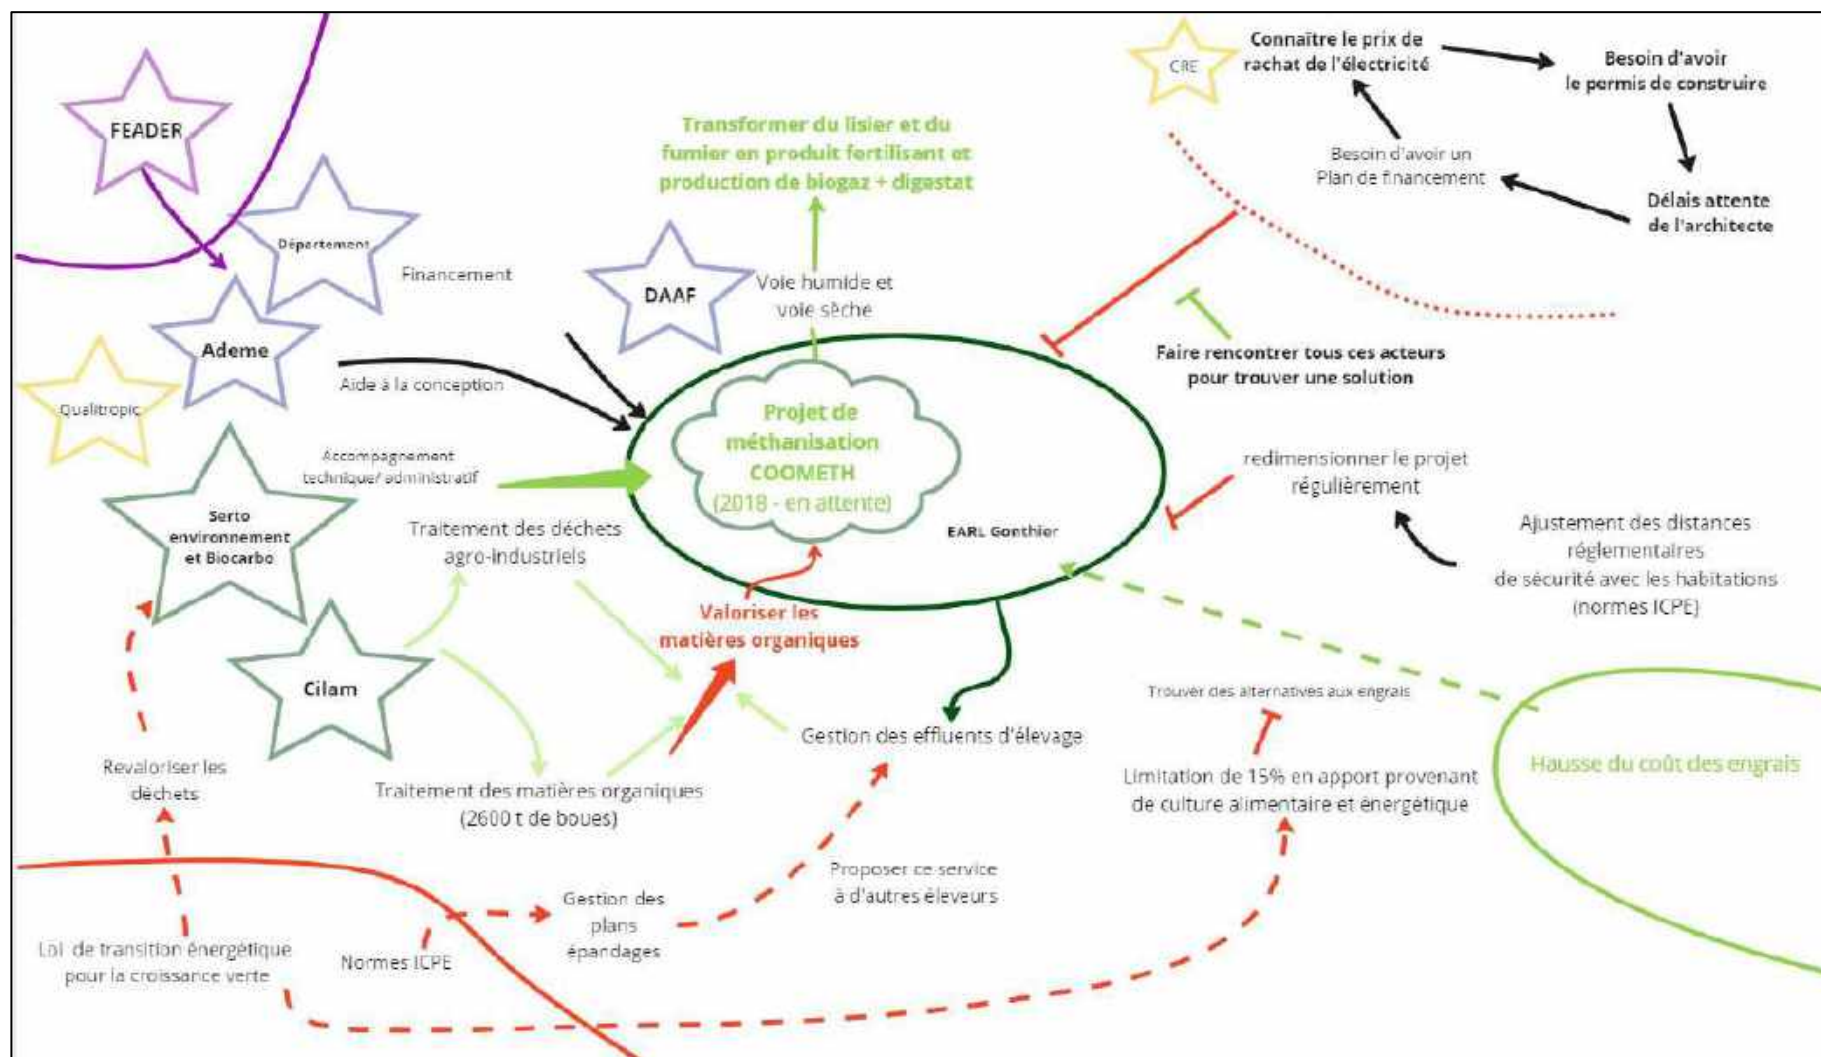 FEADER
Département
Financement
Ademe
Qualitropic
Aide à la conception
DAAF
Transformer du lisier et du
fumier en produit fertilisant et
production de biogaz + digestat
Voie humide et
voie sèche
CRE
Connaître le prix de
rachat de l'électricité
Besoin d'avoir
le permis de construire
Besoin d'avoir un
Plan de financement
Délais attente
de l'architecte
Faire rencontrer tous ces acteurs
pour trouver une solution
Projet de
méthanisation
COOMETH
(2018 - en attente)
EARL Gonthier
Accompagnement
technique/ administratif
Serto
environnement
et Biocarbo
Traitement des déchets
agro-industriels
Cilam
Valoriser les
matières organiques
redimensionner le projet
régulièrement
Ajustement des distances
réglementaires
de sécurité avec les habitations
(normes ICPE)
Trouver des alternatives aux engrais
Gestion des effluents d'élevage
Hausse du coût des engrais
Limitation de 15% en apport provenant
de culture alimentaire et énergétique
Revaloriser les
déchets
Traitement des matières organiques
(2600 t de boues)
Proposer ce service
à d'autres éleveurs
Gestion des
plans
épandages
Loi de transition énergétique
pour la croissance verte
Normes ICPE